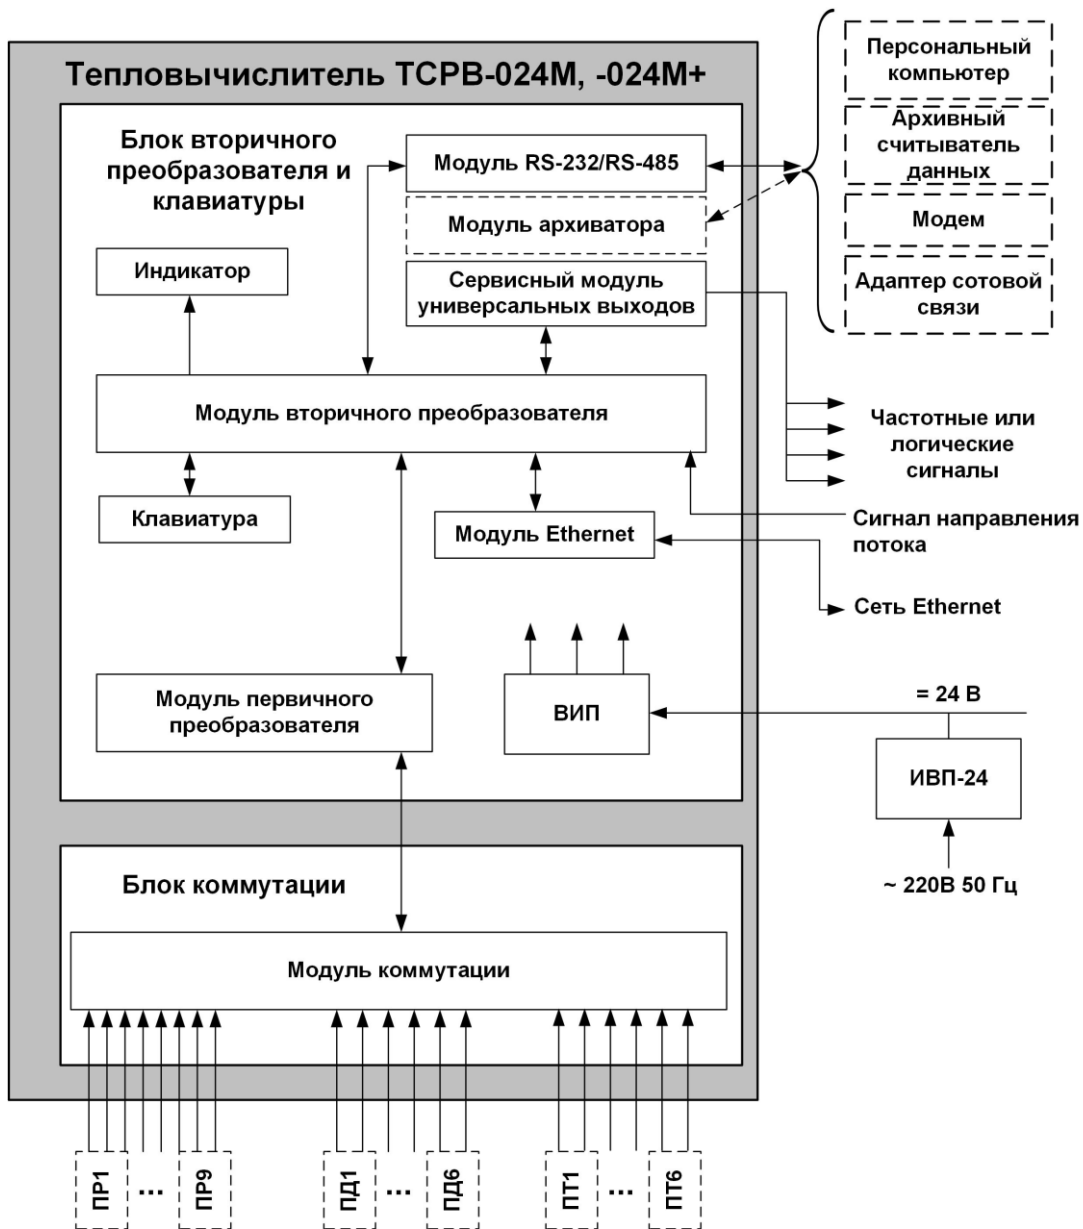 Тепловычислитель ТСРВ-024М, -024М+
Блок вторичного
преобразователя и
клавиатуры
Модуль RS-232/RS-485
Модуль архиватора
Сервисный модуль
универсальных выходов
Индикатор
Модуль вторичного преобразователя
Клавиатура
Модуль Ethernet
Модуль первичного
преобразователя
ВИП
Персональный
компьютер
Архивный
считыватель
данных
Модем
Адаптер сотовой
связи
Частотные или
логические
сигналы
Сигнал направления
потока
Сеть Ethernet
= 24 В
ИВП-24
~ 220В 50 Гц
Блок коммутации
Модуль коммутации
ПР1
...
ПР9
ПД1
...
ПД6
ПТ1
...
ПТ6